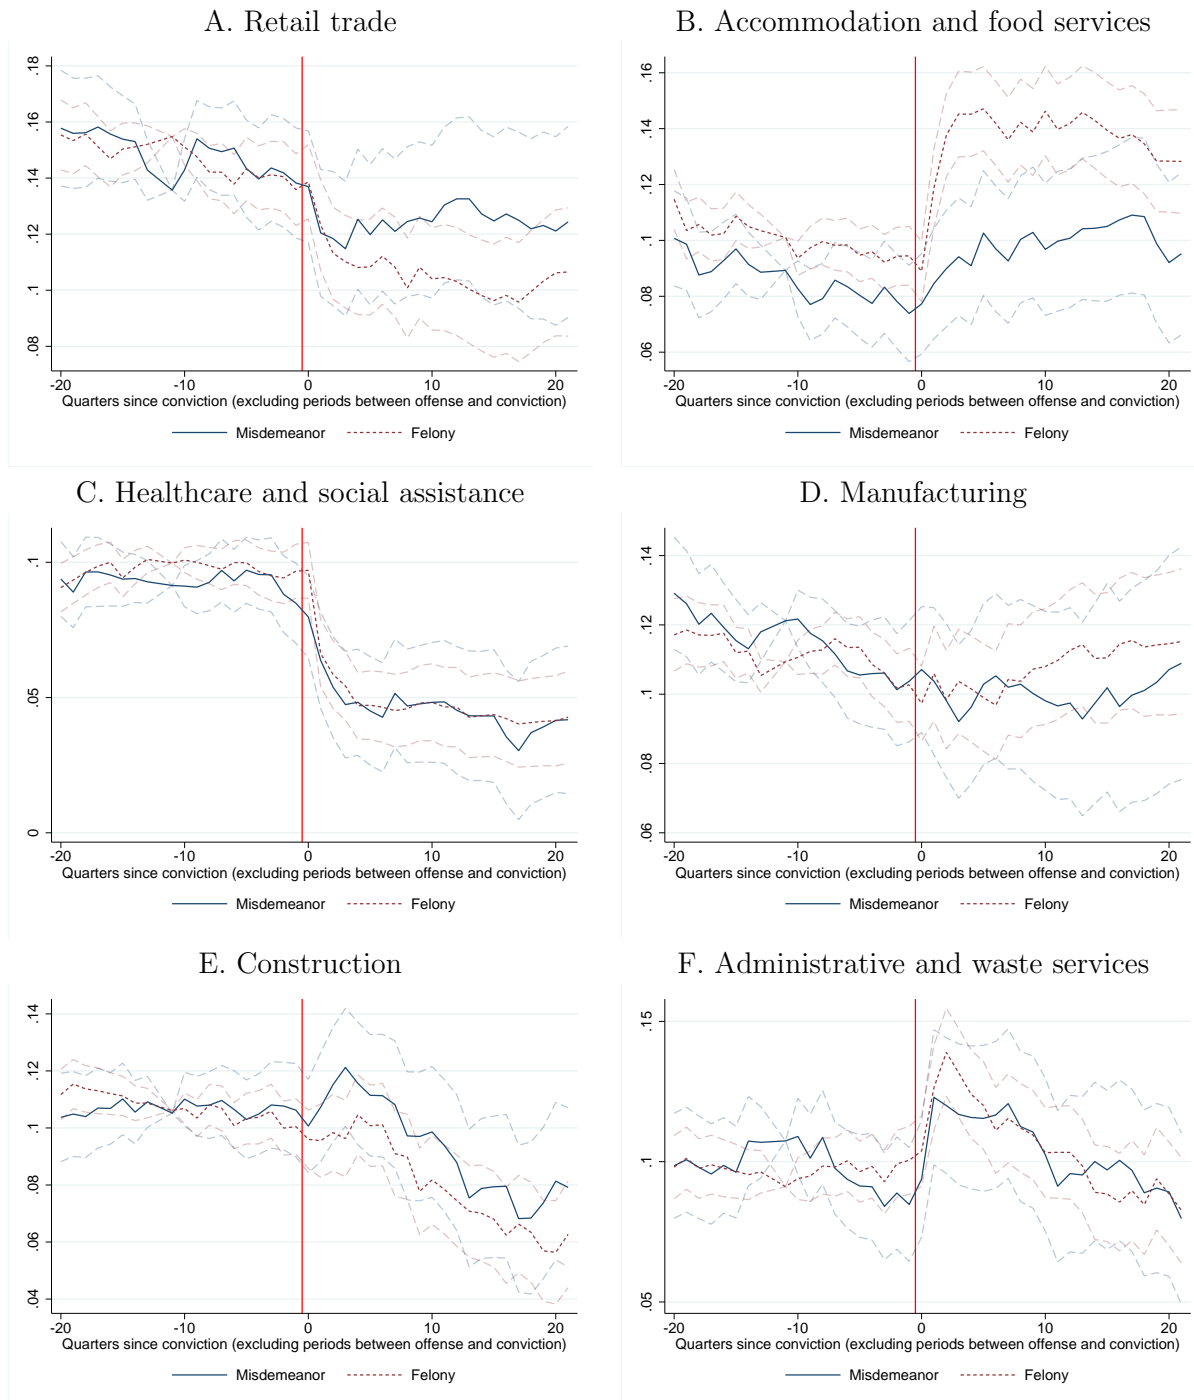 A. Retail trade
.18
.16
.14
.12
.1
.08
-20 -10 0 10 20
Quarters since conviction (excluding periods between offense and conviction)
Misdemeanor Felony
B. Accommodation and food services
.16
.14
.12
.1
.08
.06
-20 -10 0 10 20
Quarters since conviction (excluding periods between offense and conviction)
Misdemeanor Felony
C. Healthcare and social assistance
.1
.05
0
-20 -10 0 10 20
Quarters since conviction (excluding periods between offense and conviction)
Misdemeanor Felony
D. Manufacturing
.14
.12
.1
.08
.06
-20 -10 0 10 20
Quarters since conviction (excluding periods between offense and conviction)
Misdemeanor Felony
E. Construction
.14
.12
.1
.08
.06
.04
-20 -10 0 10 20
Quarters since conviction (excluding periods between offense and conviction)
Misdemeanor Felony
F. Administrative and waste services
.15
.1
.05
-20 -10 0 10 20
Quarters since conviction (excluding periods between offense and conviction)
Misdemeanor Felony